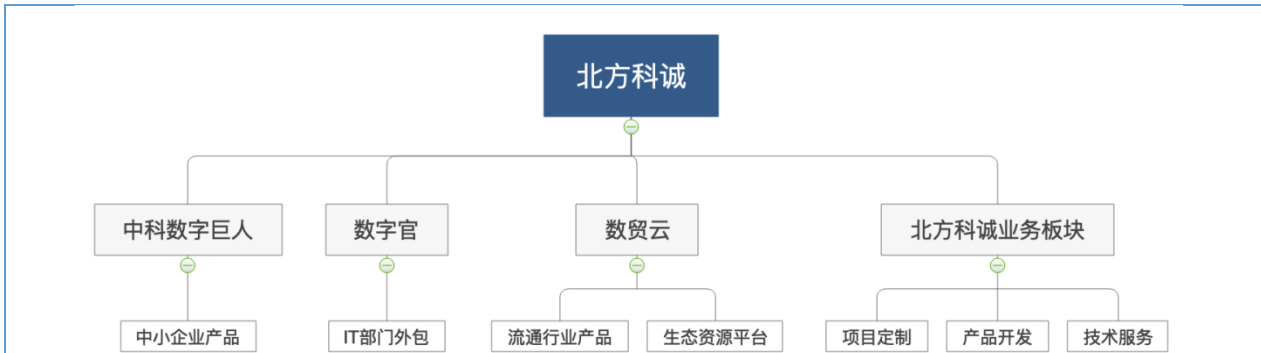 北方科诚
中科数字巨人
数字官
数贸云
北方科诚业务板块
中小企业产品
IT部门外包
流通行业产品
生态资源平台
项目定制
产品开发
技术服务